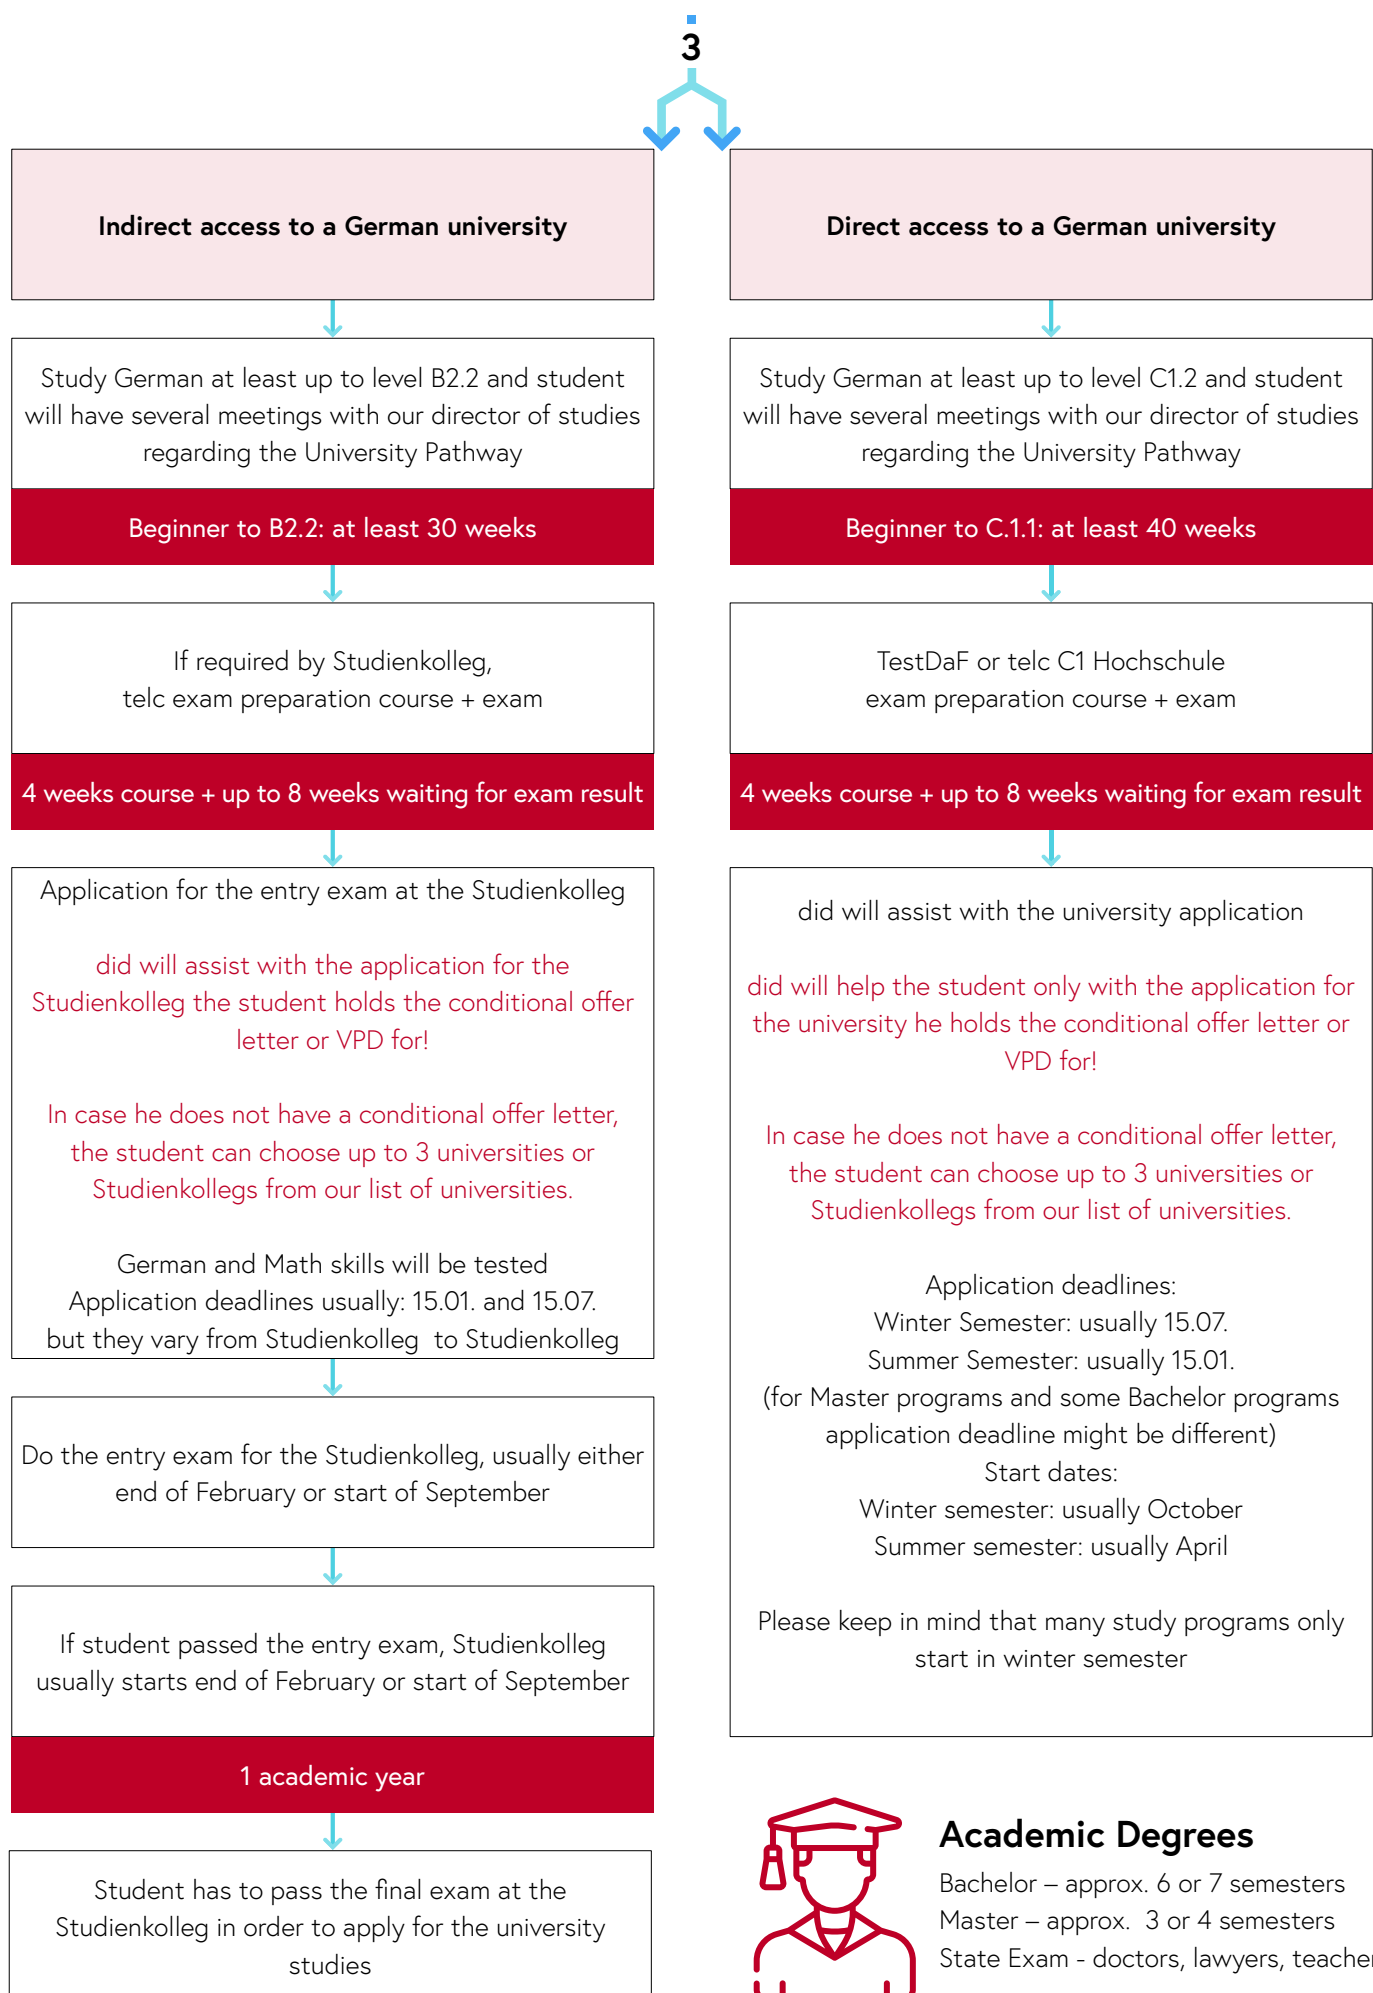 3
Indirect access to a German university
Study German at least up to level B2.2 and student
will have several meetings with our director of studies
regarding the University Pathway
Beginner to B2.2: at least 30 weeks
If required by Studienkolleg,
telc exam preparation course + exam
4 weeks course + up to 8 weeks waiting for exam result
Application for the entry exam at the Studienkolleg
did will assist with the application for the
Studienkolleg the student holds the conditional offer
letter or VPD for!
In case he does not have a conditional offer letter,
the student can choose up to 3 universities or
Studienkollegs from our list of universities.
German and Math skills will be tested
Application deadlines usually: 15.01. and 15.07.
but they vary from Studienkolleg to Studienkolleg
Do the entry exam for the Studienkolleg, usually either
end of February or start of September
If student passed the entry exam, Studienkolleg
usually starts end of February or start of September
1 academic year
Student has to pass the final exam at the
Studienkolleg in order to apply for the university
studies
Direct access to a German university
Study German at least up to level C1.2 and student
will have several meetings with our director of studies
regarding the University Pathway
Beginner to C.1.1: at least 40 weeks
TestDaF or telc C1 Hochschule
exam preparation course + exam
4 weeks course + up to 8 weeks waiting for exam result
did will assist with the university application
did will help the student only with the application for
the university he holds the conditional offer letter or
VPD for!
In case he does not have a conditional offer letter,
the student can choose up to 3 universities or
Studienkollegs from our list of universities.
Application deadlines:
Winter Semester: usually 15.07.
Summer Semester: usually 15.01.
(for Master programs and some Bachelor programs
application deadline might be different)
Start dates:
Winter semester: usually October
Summer semester: usually April
Please keep in mind that many study programs only
start in winter semester
Academic Degrees
Bachelor – approx. 6 or 7 semesters
Master – approx. 3 or 4 semesters
State Exam - doctors, lawyers, teacher